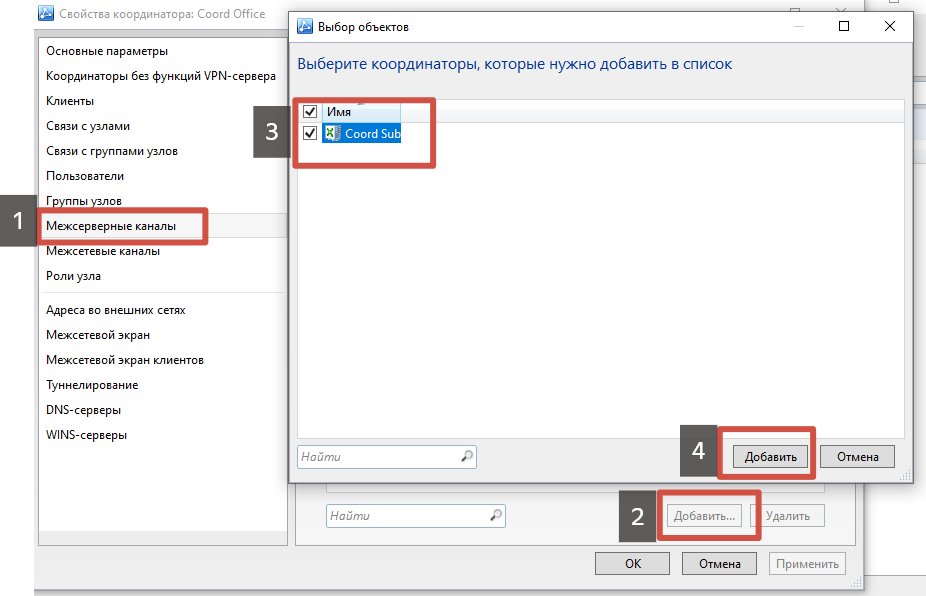 Свойства координатора: Coord Office
Основные параметры
Координаторы без функций VPN-сервера
Клиенты
Связи с узлами
Связи с группами узлов
Пользователи
Группы узлов
1
Межсерверные каналы
Межсетевые каналы
Роли узла
Адреса во внешних сетях
Межсетевой экран
Межсетевой экран клиентов
Туннелирование
DNS-серверы
WINS-серверы
Выбор объектов
Выберите координаторы, которые нужно добавить в список
3
Имя
Coord Sub
Найти
4
Добавить
Отмена
Найти
2
Добавить...
Удалить
OK
Отмена
Применить